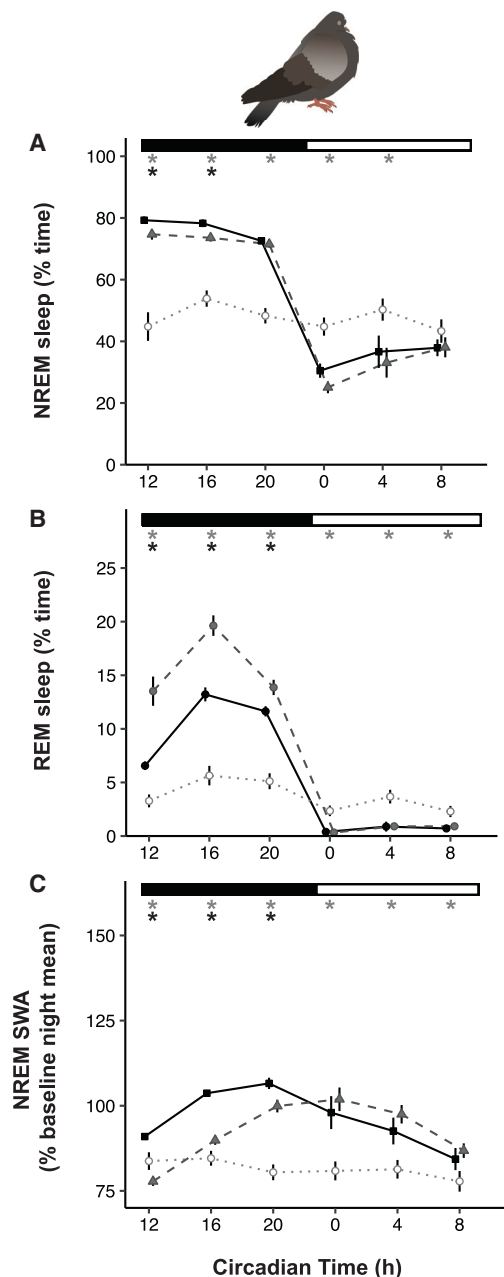 A
* * * * *
* *
100
80
60
40
20
0
NREM sleep (% time)
12 16 20 0 4 8
B
* * * * * *
* * *
25
20
15
10
5
0
REM sleep (% time)
12 16 20 0 4 8
C
* * * * * *
* * *
150
125
100
75
NREM SWA
(% baseline night mean)
12 16 20 0 4 8
Circadian Time (h)